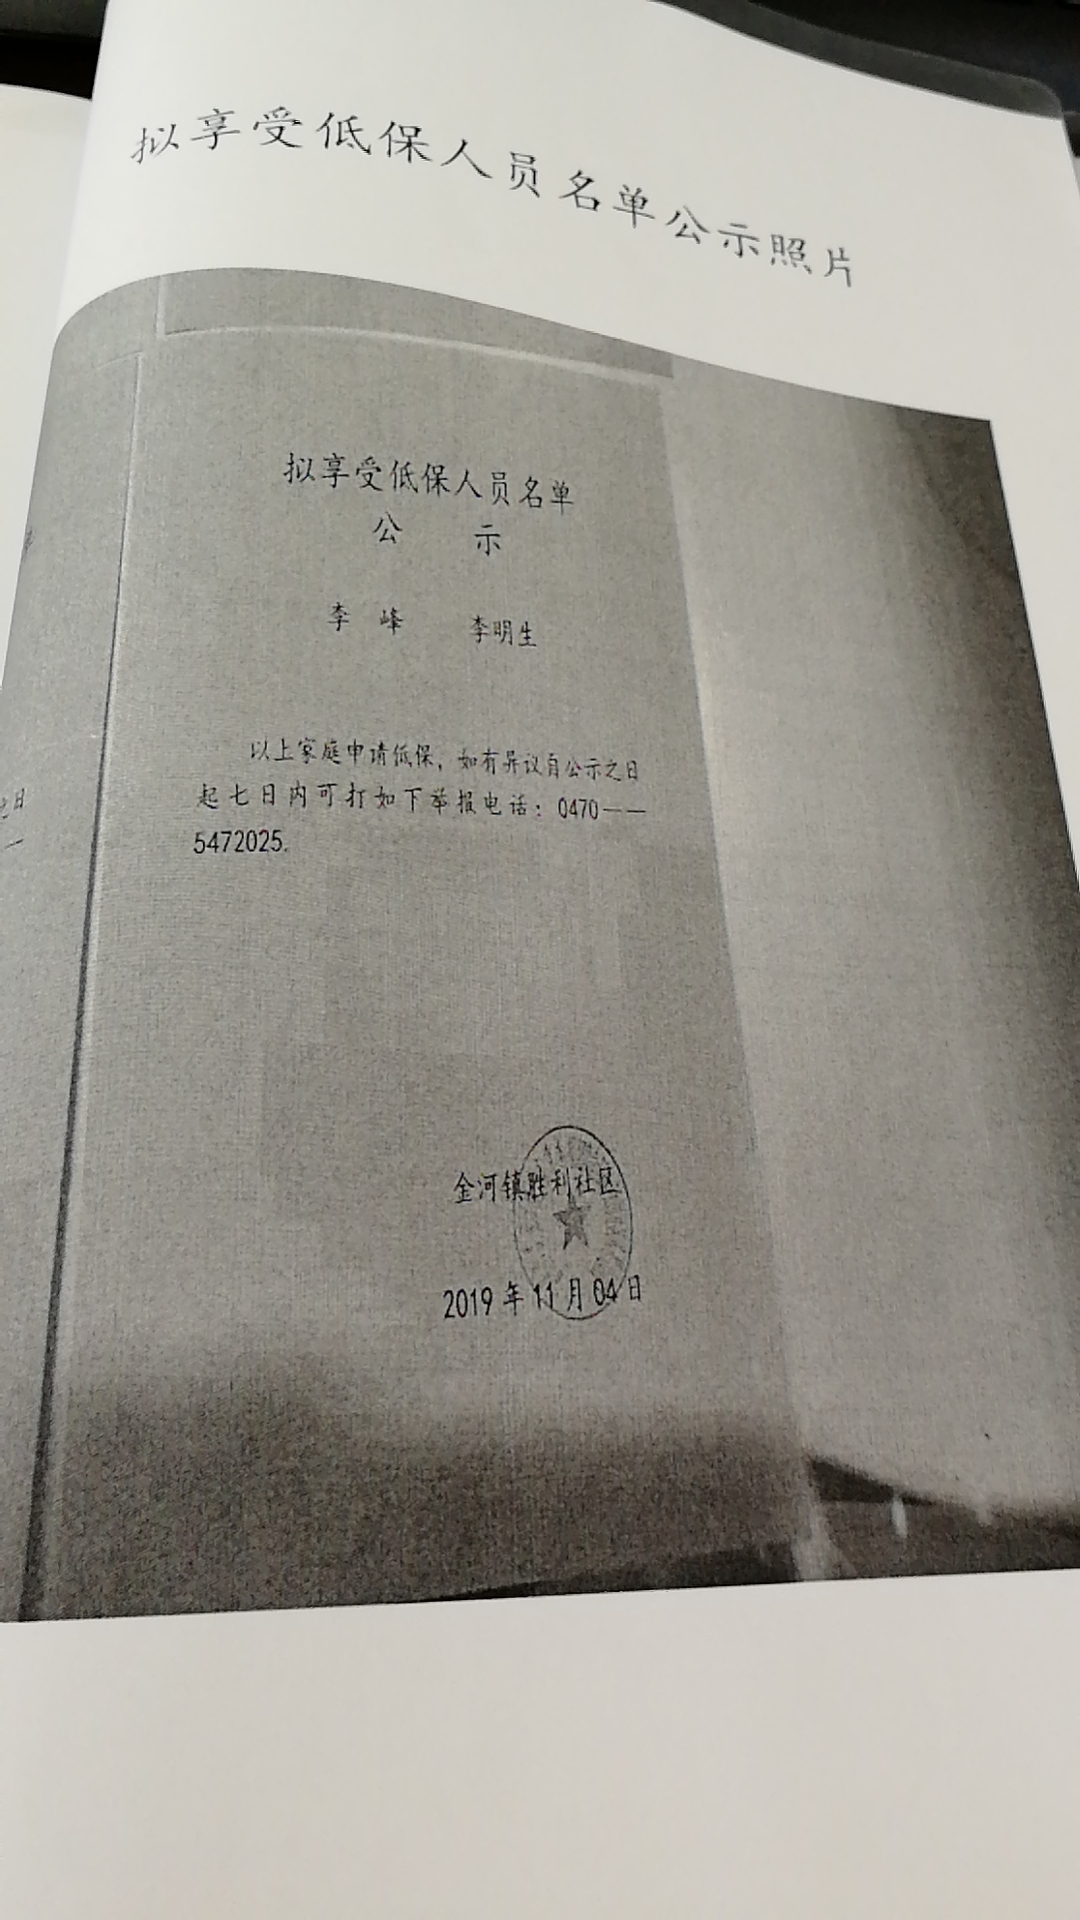 拟享受低保人员名单公示照片
拟享受低保人员名单
公 示
李 峰 李明生
以上家庭申请低保，如有异议自公示之日
起七日内可打如下举报电话：0470——
5472025.
金河镇胜利社区
2019年11月04日